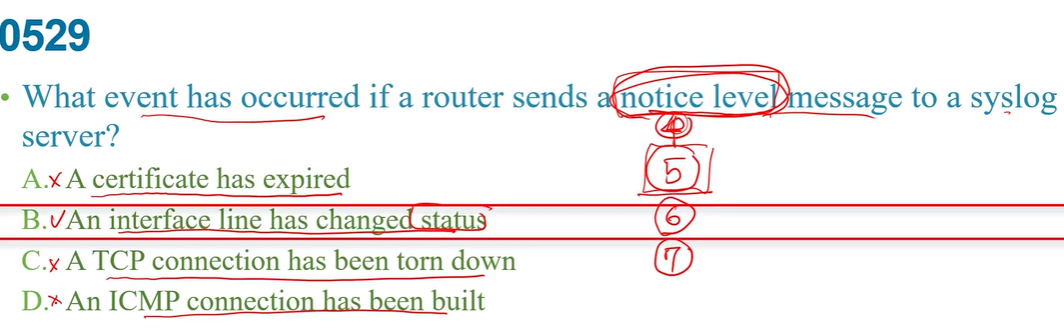 0529
• What event has occurred if a router sends a notice level message to a syslog
server?
A. x A certificate has expired
B. ✓ An interface line has changed status
C. x A TCP connection has been torn down
D. x An ICMP connection has been built
5
6
7